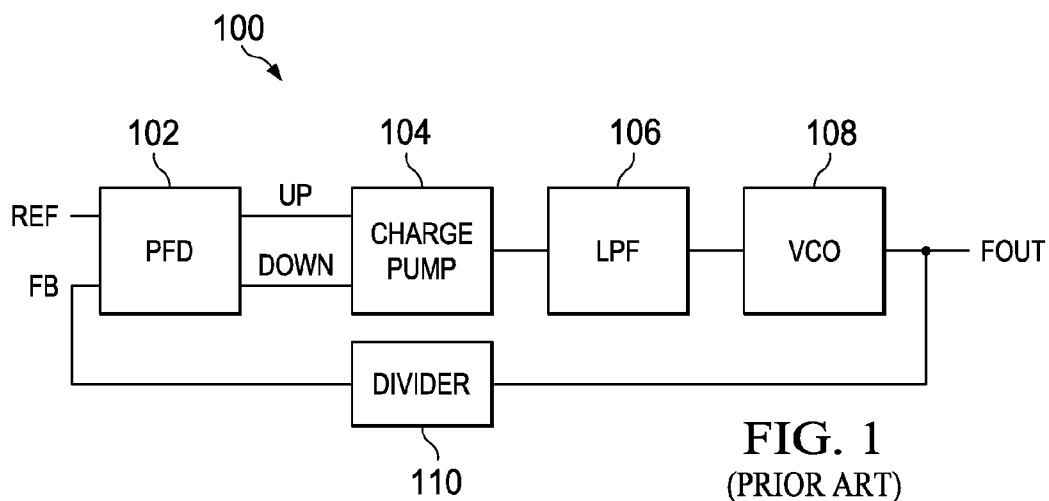 100
102
104
106
108
REF
FB
PFD
UP
DOWN
CHARGE
PUMP
LPF
VCO
FOUT
DIVIDER
110
FIG. 1
(PRIOR ART)